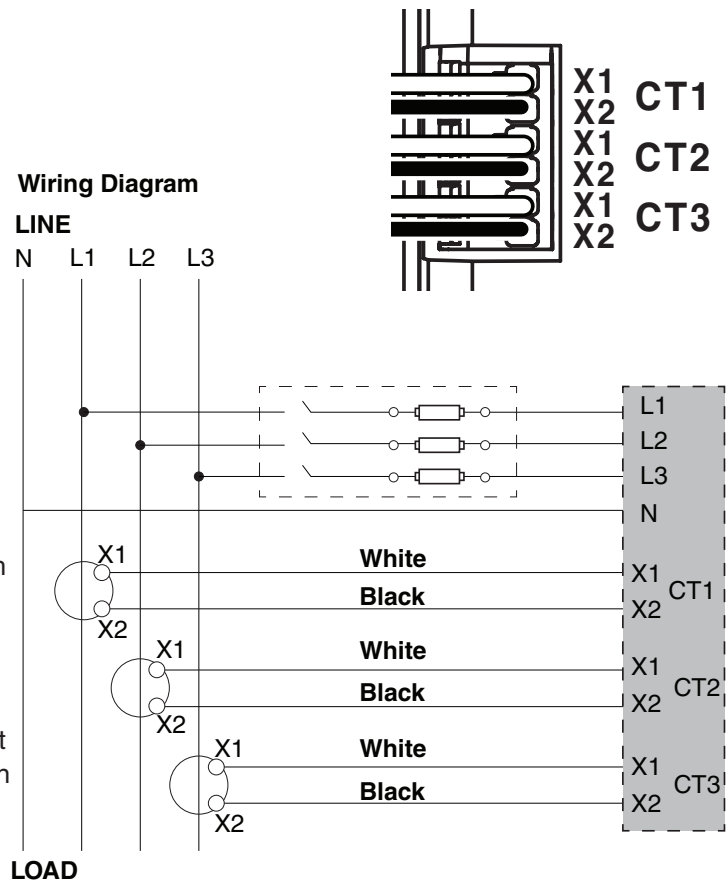 X1
X2 CT1
X1
X2 CT2
X1
X2 CT3
Wiring Diagram
LINE
N L1 L2 L3
L1
L2
L3
N
X1 White X1
Black X2 CT1
X2
X1 White X1
Black X2 CT2
X2
X1 White X1
Black X2 CT3
X2
LOAD